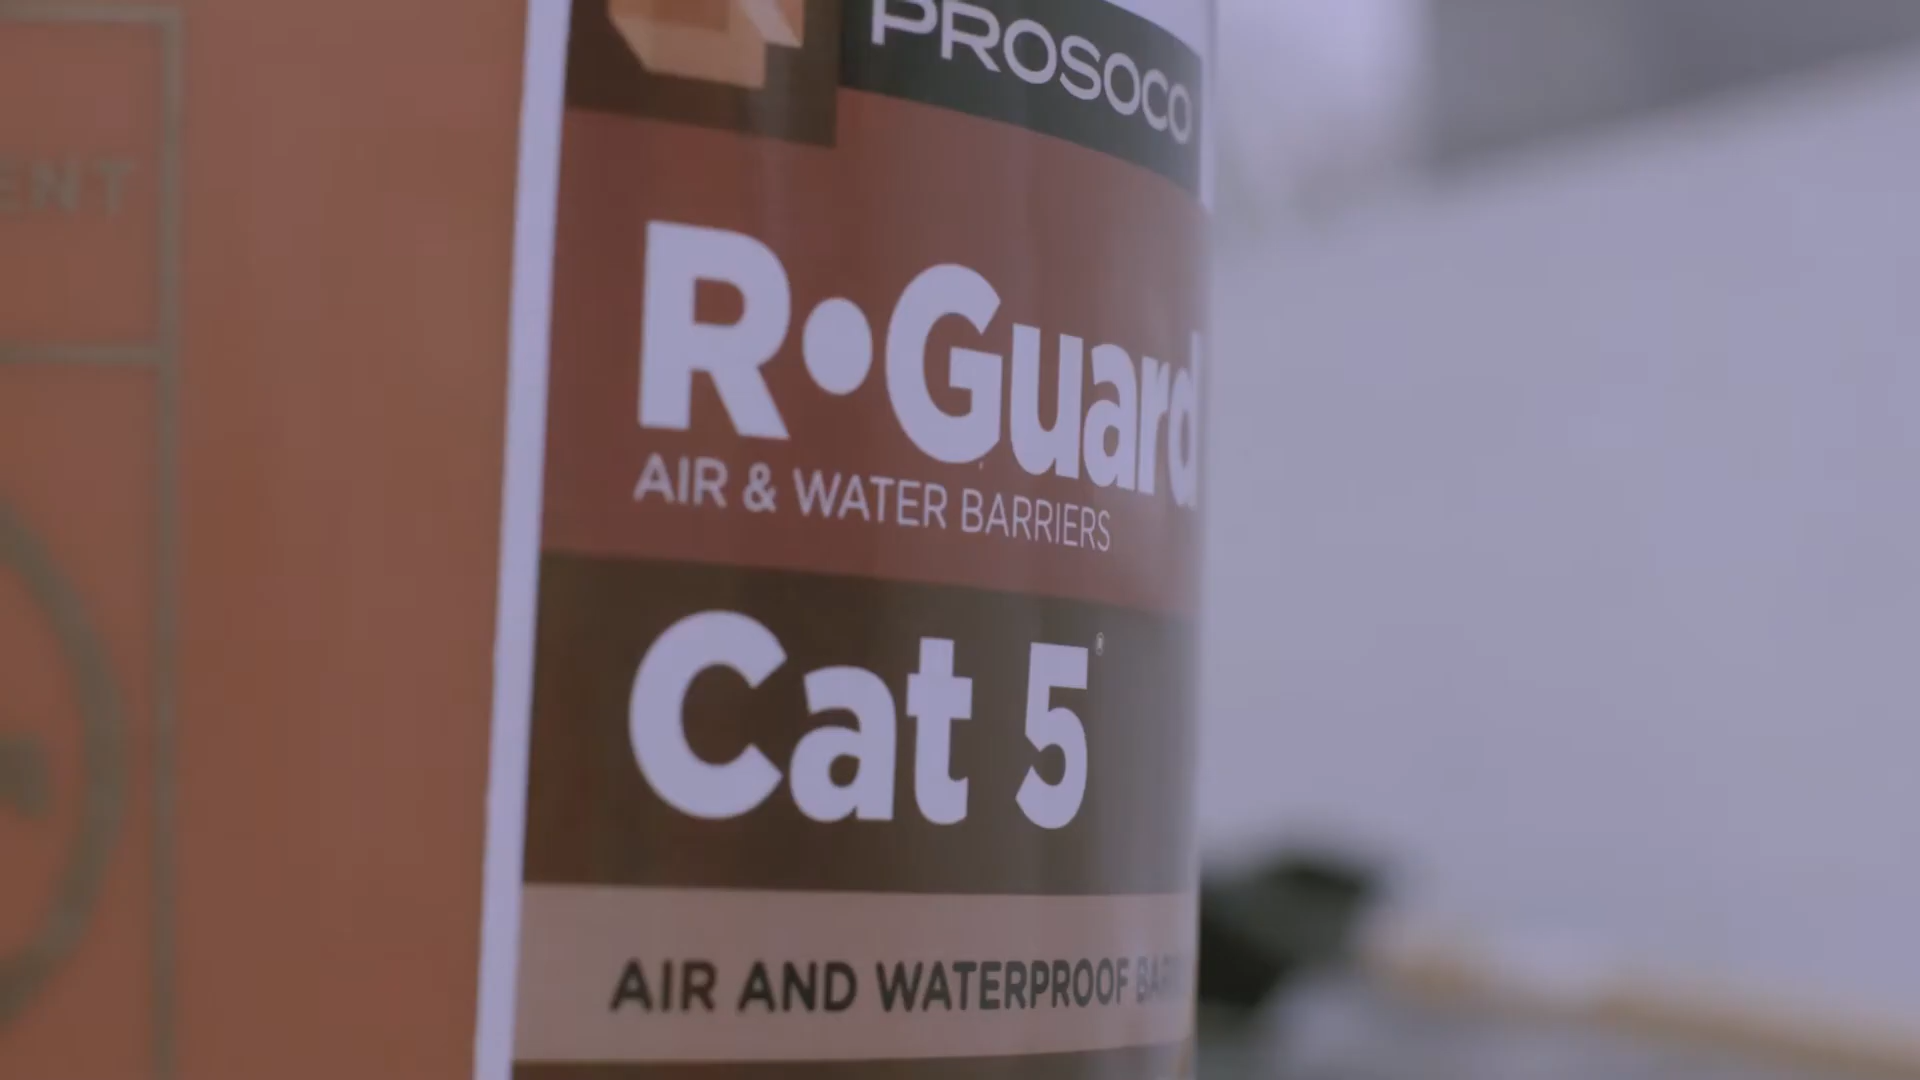 PROSOCO
R•Guard
AIR & WATER BARRIERS
Cat 5®
AIR AND WATERPROOF